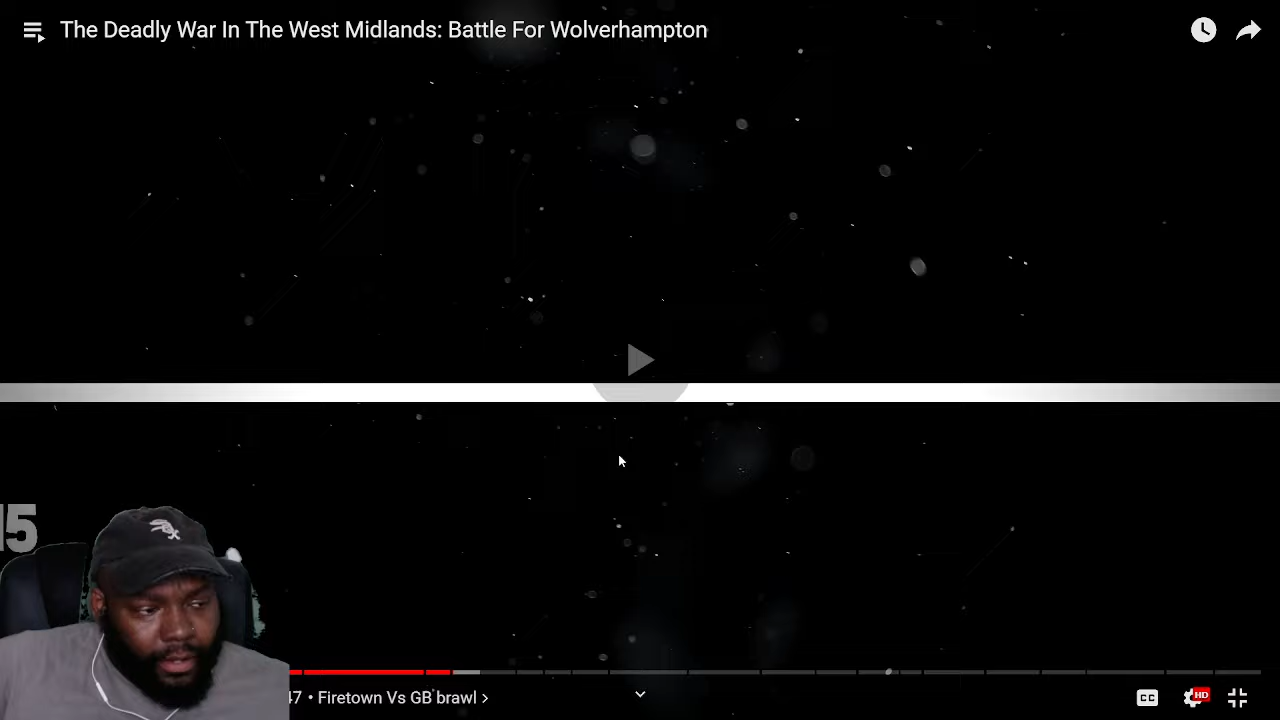 The Deadly War In The West Midlands: Battle For Wolverhampton
15
47 • Firetown Vs GB brawl >
CC
HD